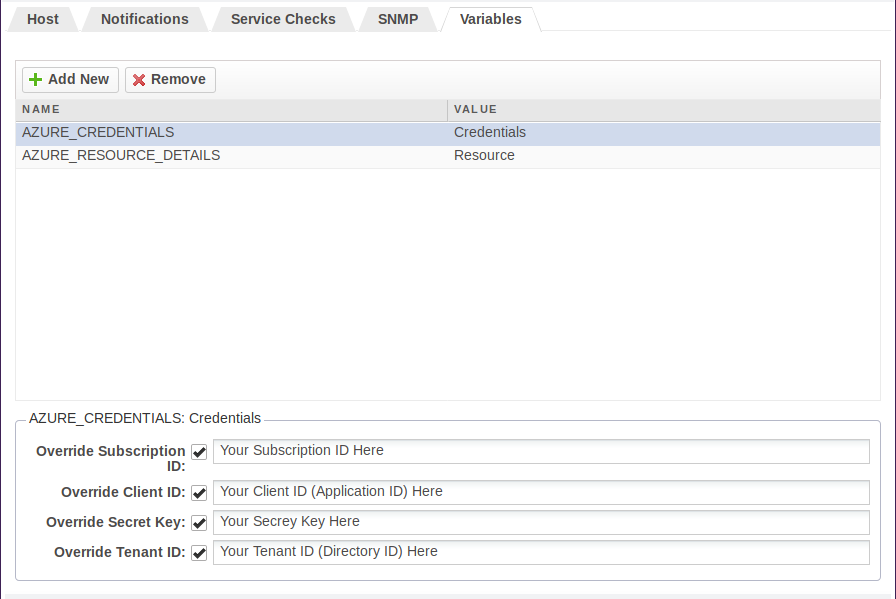 Host Notifications Service Checks SNMP Variables
Add New Remove
NAME VALUE
AZURE_CREDENTIALS Credentials
AZURE_RESOURCE_DETAILS Resource
AZURE_CREDENTIALS: Credentials
Override Subscription Your Subscription ID Here
ID:
Override Client ID: Your Client ID (Application ID) Here
Override Secret Key: Your Secrey Key Here
Override Tenant ID: Your Tenant ID (Directory ID) Here